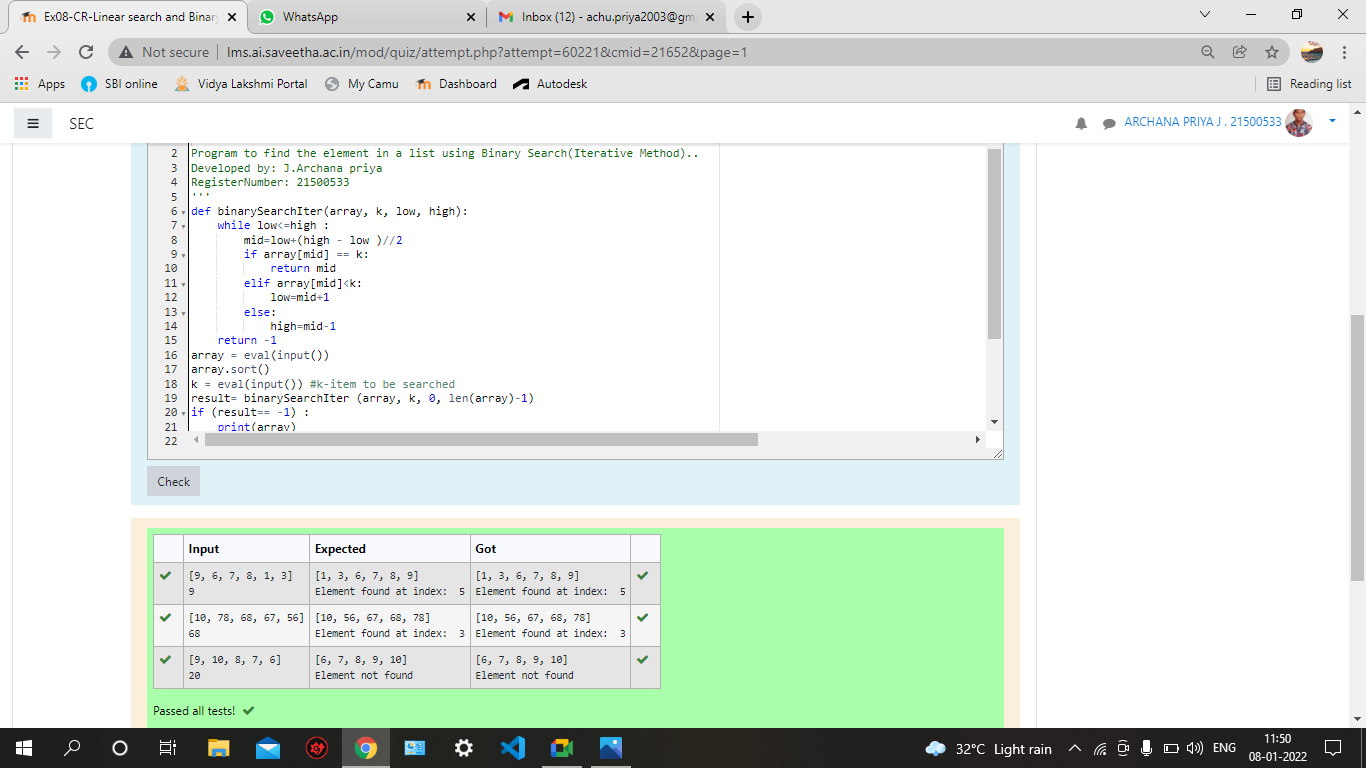 Ex08-CR-Linear search and Binar
WhatsApp
Inbox (12) - achu.priya2003@gm
Not secure
lms.ai.saveetha.ac.in/mod/quiz/attempt.php?attempt=60221&cmid=21652&page=1
Apps
SBI online
Vidya Lakshmi Portal
My Camu
Dashboard
Autodesk
Reading list
SEC
ARCHANA PRIYA J . 21500533
2 Program to find the element in a list using Binary Search(Iterative Method)..
3 Developed by: J.Archana priya
4 RegisterNumber: 21500533
5 '''
6 def binarySearchIter(array, k, low, high):
7     while low<=high :
8         mid=low+(high - low )//2
9         if array[mid] == k:
10             return mid
11         elif array[mid]<k:
12             low=mid+1
13         else:
14             high=mid-1
15     return -1
16 array = eval(input())
17 array.sort()
18 k = eval(input()) #k-item to be searched
19 result= binarySearchIter (array, k, 0, len(array)-1)
20 if (result== -1) :
21     print(array)
22
Check
Input Expected Got
[9, 6, 7, 8, 1, 3] [1, 3, 6, 7, 8, 9] [1, 3, 6, 7, 8, 9]
9 Element found at index:  5 Element found at index:  5
[10, 78, 68, 67, 56] [10, 56, 67, 68, 78] [10, 56, 67, 68, 78]
68 Element found at index:  3 Element found at index:  3
[9, 10, 8, 7, 6] [6, 7, 8, 9, 10] [6, 7, 8, 9, 10]
20 Element not found Element not found
Passed all tests!
32°C Light rain
ENG
11:50
08-01-2022